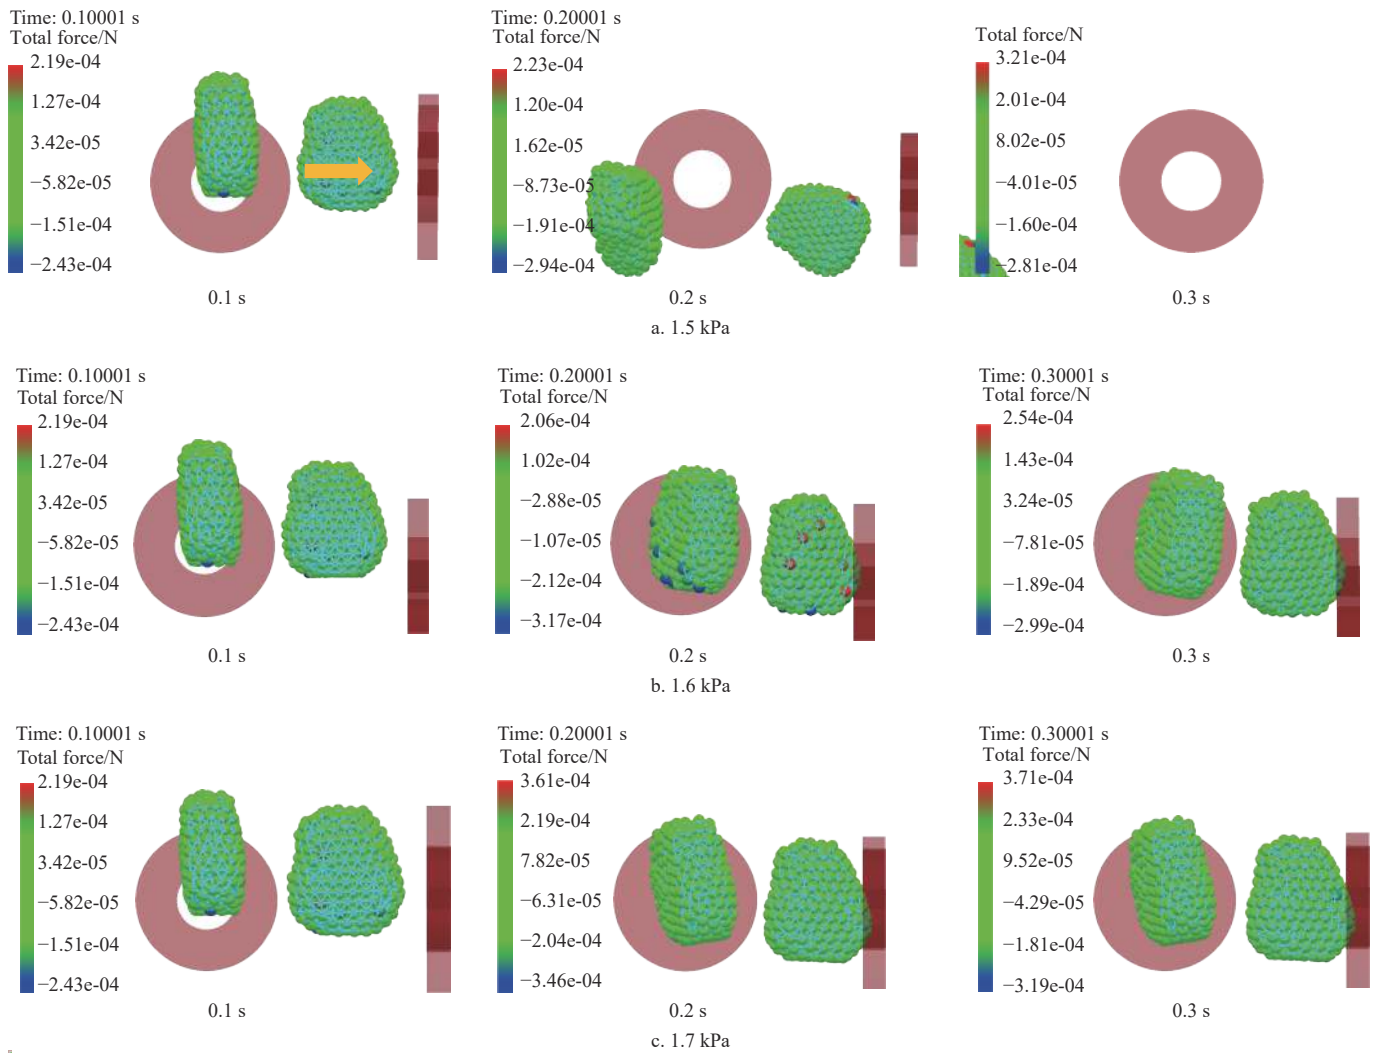 Time: 0.10001 s
Total force/N
2.19e-04
1.27e-04
3.42e-05
−5.82e-05
−1.51e-04
−2.43e-04
0.1 s
Time: 0.20001 s
Total force/N
2.23e-04
1.20e-04
1.62e-05
−8.73e-05
−1.91e-04
−2.94e-04
0.2 s
Total force/N
3.21e-04
2.01e-04
8.02e-05
−4.01e-05
−1.60e-04
−2.81e-04
0.3 s
a. 1.5 kPa
Time: 0.10001 s
Total force/N
2.19e-04
1.27e-04
3.42e-05
−5.82e-05
−1.51e-04
−2.43e-04
0.1 s
Time: 0.20001 s
Total force/N
2.06e-04
1.02e-04
−2.88e-05
−1.07e-05
−2.12e-04
−3.17e-04
0.2 s
Time: 0.30001 s
Total force/N
2.54e-04
1.43e-04
3.24e-05
−7.81e-05
−1.89e-04
−2.99e-04
0.3 s
b. 1.6 kPa
Time: 0.10001 s
Total force/N
2.19e-04
1.27e-04
3.42e-05
−5.82e-05
−1.51e-04
−2.43e-04
0.1 s
Time: 0.20001 s
Total force/N
3.61e-04
2.19e-04
7.82e-05
−6.31e-05
−2.04e-04
−3.46e-04
0.2 s
Time: 0.30001 s
Total force/N
3.71e-04
2.33e-04
9.52e-05
−4.29e-05
−1.81e-04
−3.19e-04
0.3 s
c. 1.7 kPa